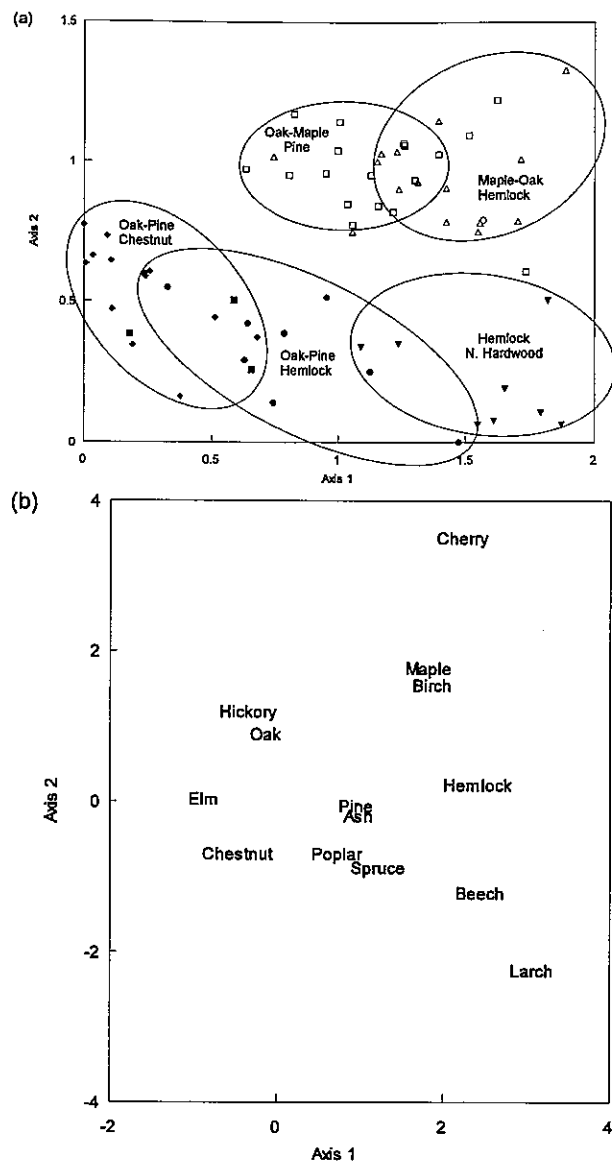 (a)
1.5
Oak-Maple
Pine
Maple-Oak
Hemlock
1
Axis 2
Oak-Pine
Chestnut
0.5
Oak-Pine
Hemlock
Hemlock
N. Hardwood
0
0
0.5
1.0
1.5
2
Axis 1
(b)
4
Cherry
2
Maple
Birch
Hickory
Oak
Axis 2
0
Elm
Hemlock
Pine
Ash
Chestnut
Poplar
Spruce
Beech
-2
Larch
-4
-2
0
2
4
Axis 1